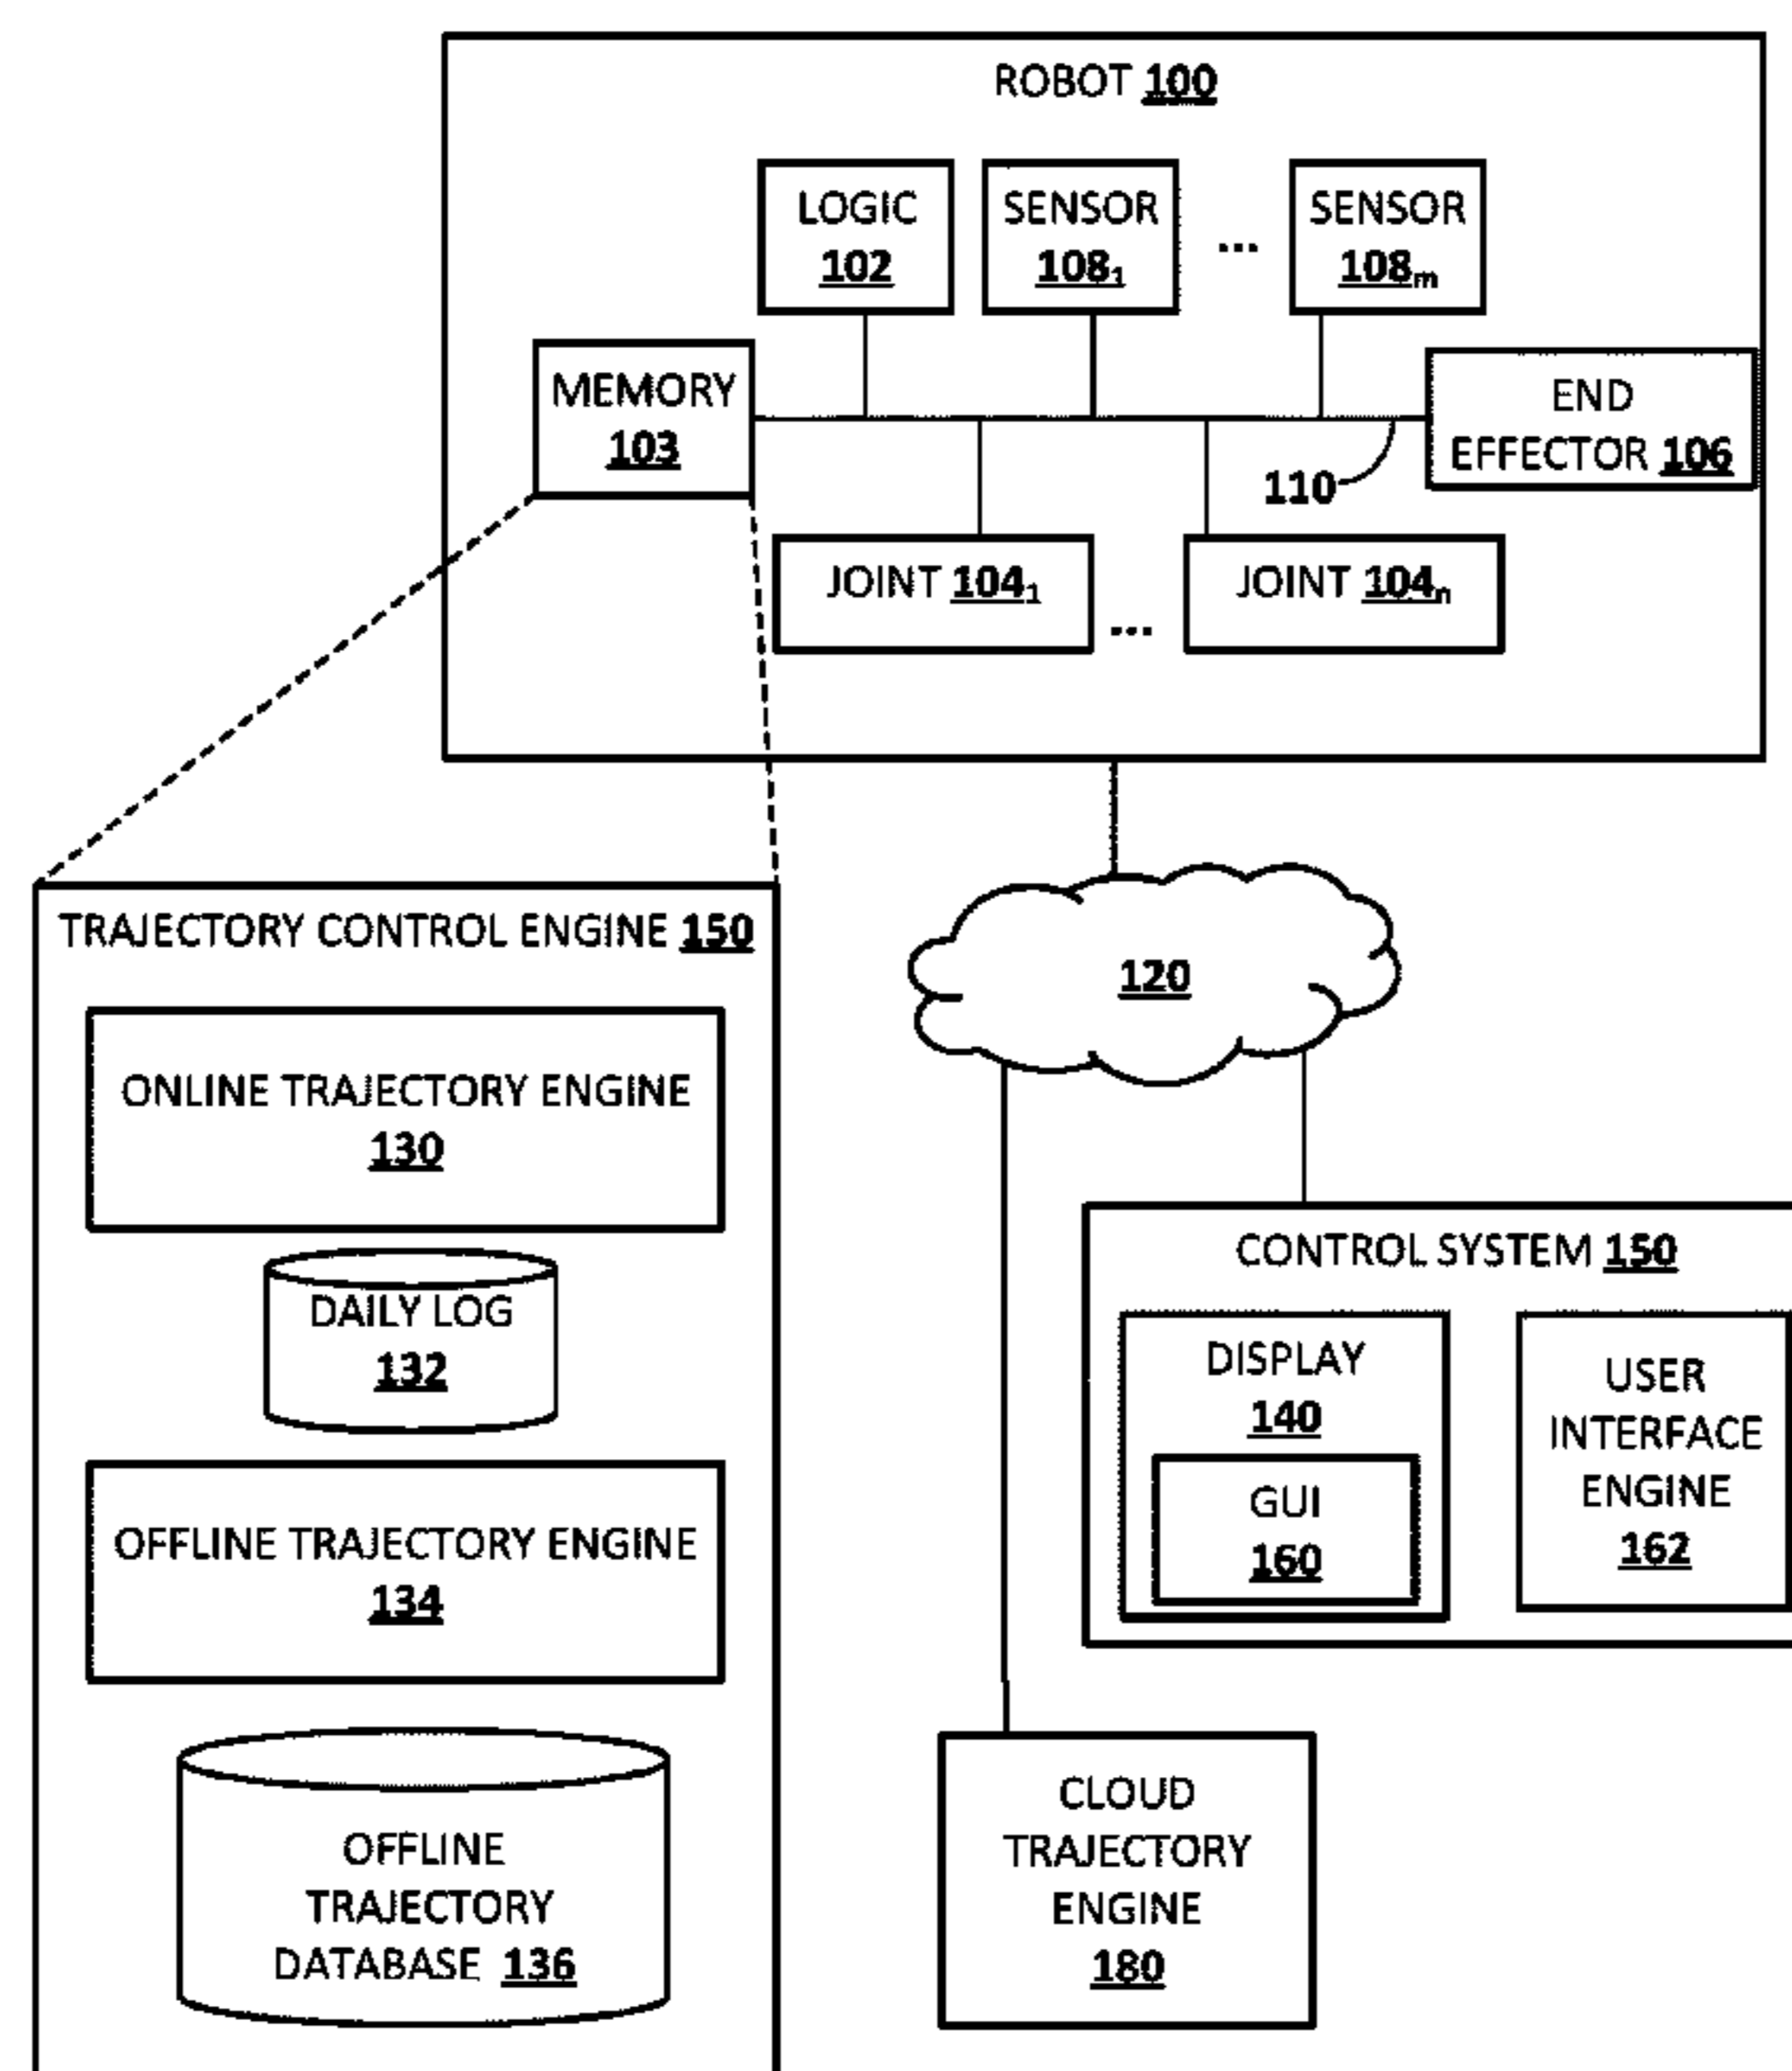 ROBOT 100
LOGIC
102
SENSOR
108₁
...
SENSOR
108ₘ
MEMORY
103
END
EFFECTOR 106
110
JOINT 104₁
...
JOINT 104ₙ
TRAJECTORY CONTROL ENGINE 150
ONLINE TRAJECTORY ENGINE
130
DAILY LOG
132
OFFLINE TRAJECTORY ENGINE
134
OFFLINE
TRAJECTORY
DATABASE 136
120
CONTROL SYSTEM 150
DISPLAY
140
GUI
160
USER
INTERFACE
ENGINE
162
CLOUD
TRAJECTORY
ENGINE
180